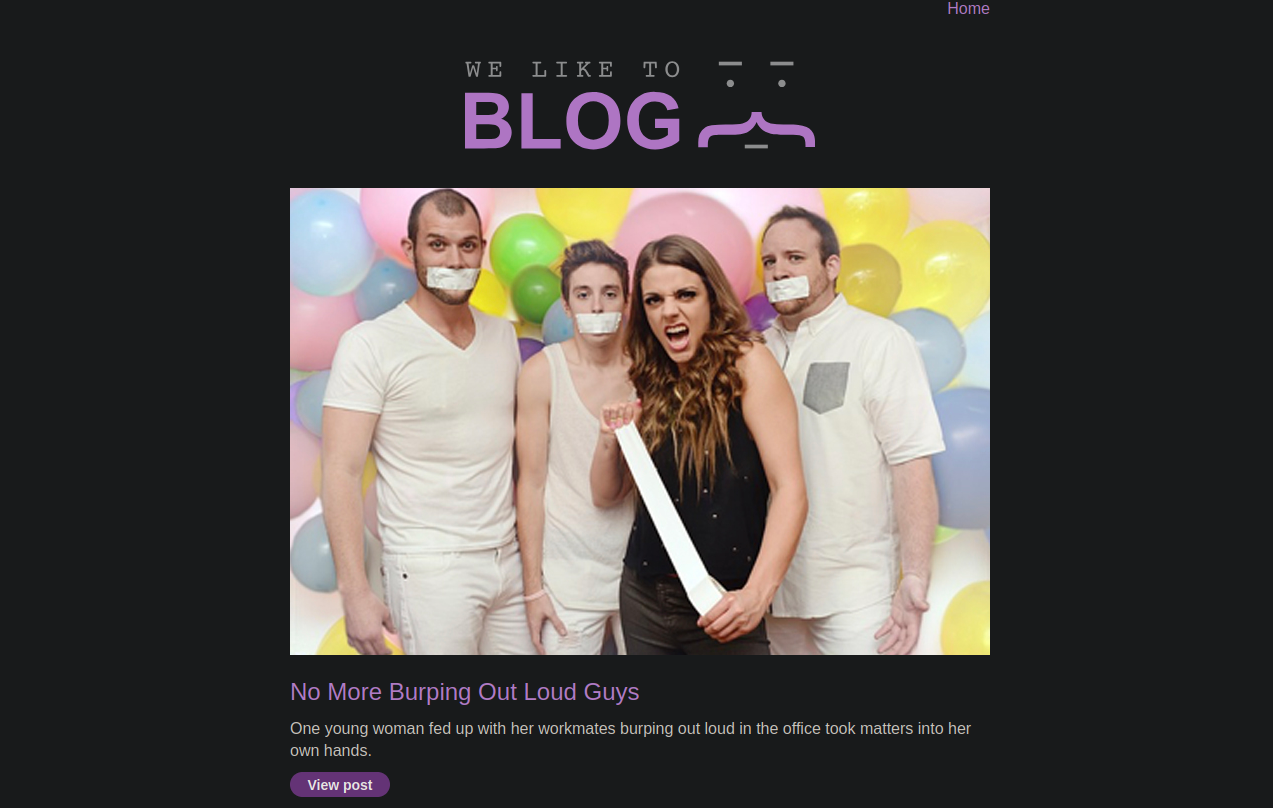 Home
WE LIKE TO
BLOG
No More Burping Out Loud Guys
One young woman fed up with her workmates burping out loud in the office took matters into her
own hands.
View post